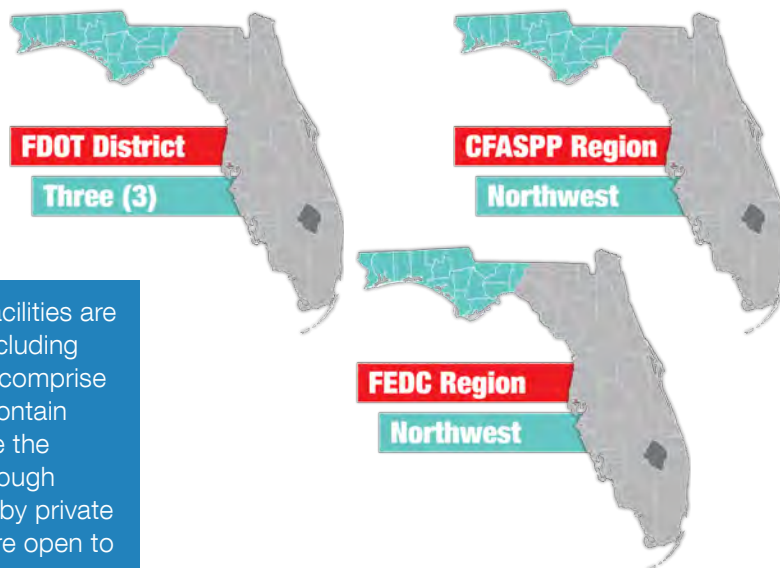 FDOT District
Three (3)
CFASPP Region
Northwest
FEDC Region
Northwest
acilities are
cluding
comprise
ontain
e the
ough
by private
re open to